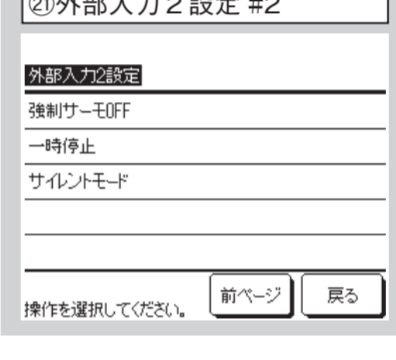 ㉑外部入力2設定 #2
外部入力2設定
強制サーモOFF
一時停止
サイレントモード
前ページ 戻る
操作を選択してください。